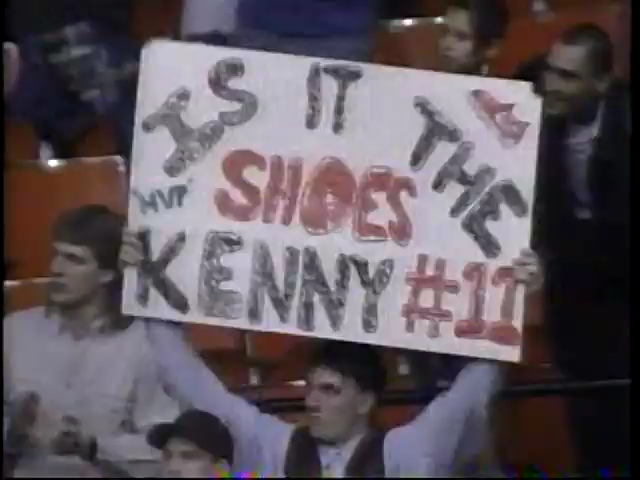 IS IT THE
SHOES
"MVP"
KENNY #11